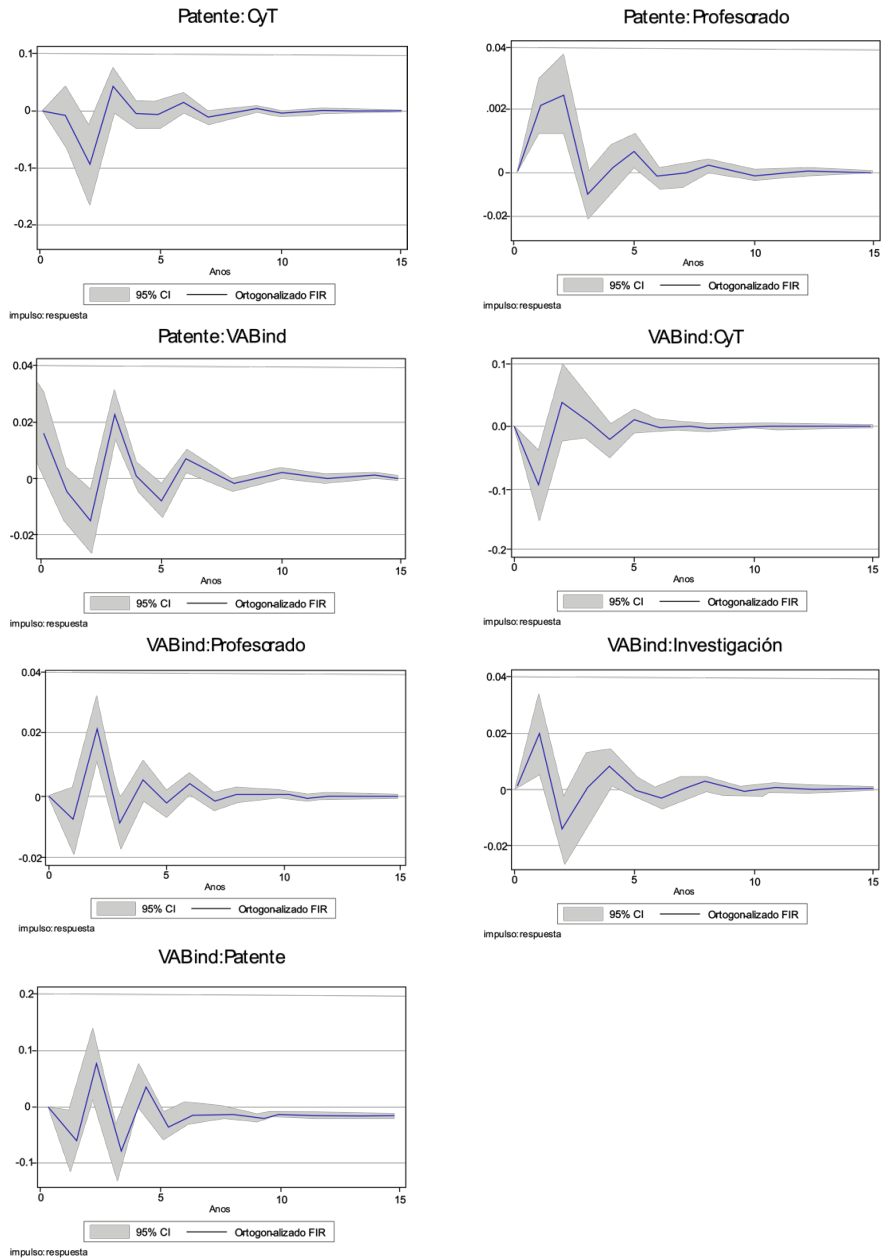 Patente:CyT
0.1
0
-0.1
-0.2
0 5 10 15
Anos
95% CI Ortogonalizado FIR
impulso:respuesta
Patente:Profesorado
0.04
.002
0
-0.02
0 5 10 15
Anos
95% CI Ortogonalizado FIR
impulso:respuesta
Patente:VABind
0.04
0.02
0
-0.02
0 5 10 15
Anos
95% CI Ortogonalizado FIR
impulso:respuesta
VABind:CyT
0.1
0.0
-0.1
-0.2
0 5 10 15
Anos
95% CI Ortogonalizado FIR
impulso:respuesta
VABind:Profesorado
0.04
0.02
0
-0.02
0 5 10 15
Anos
95% CI Ortogonalizado FIR
impulso:respuesta
VABind:Investigación
0.04
0.02
0
-0.02
0 5 10 15
Anos
95% CI Ortogonalizado FIR
impulso:respuesta
VABind:Patente
0.2
0.1
0
-0.1
0 5 10 15
Anos
95% CI Ortogonalizado FIR
impulso:respuesta